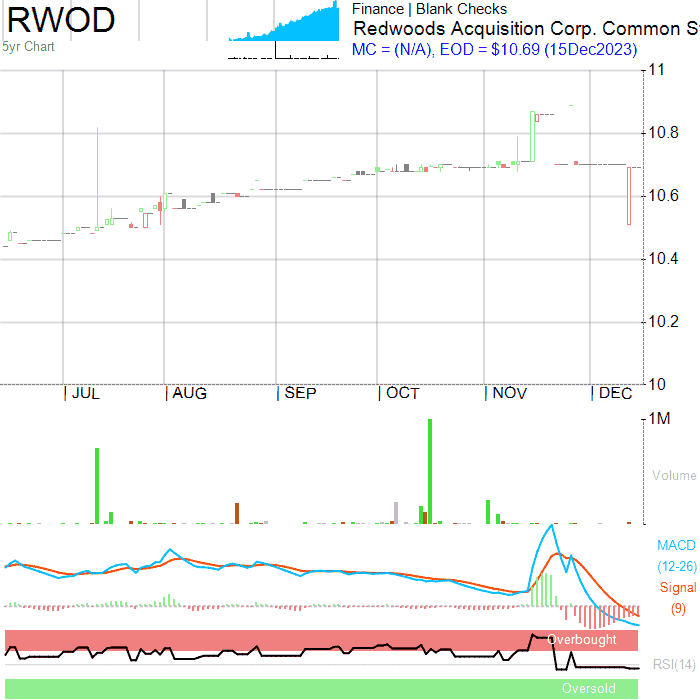 RWOD
5yr Chart
Finance | Blank Checks
Redwoods Acquisition Corp. Common S
MC = (N/A), EOD = $10.69 (15Dec2023)
11
10.8
10.6
10.4
10.2
10
| JUL | AUG | SEP | OCT | NOV | DEC
1M
Volume
MACD
(12-26)
Signal
(9)
Overbought
RSI(14)
Oversold